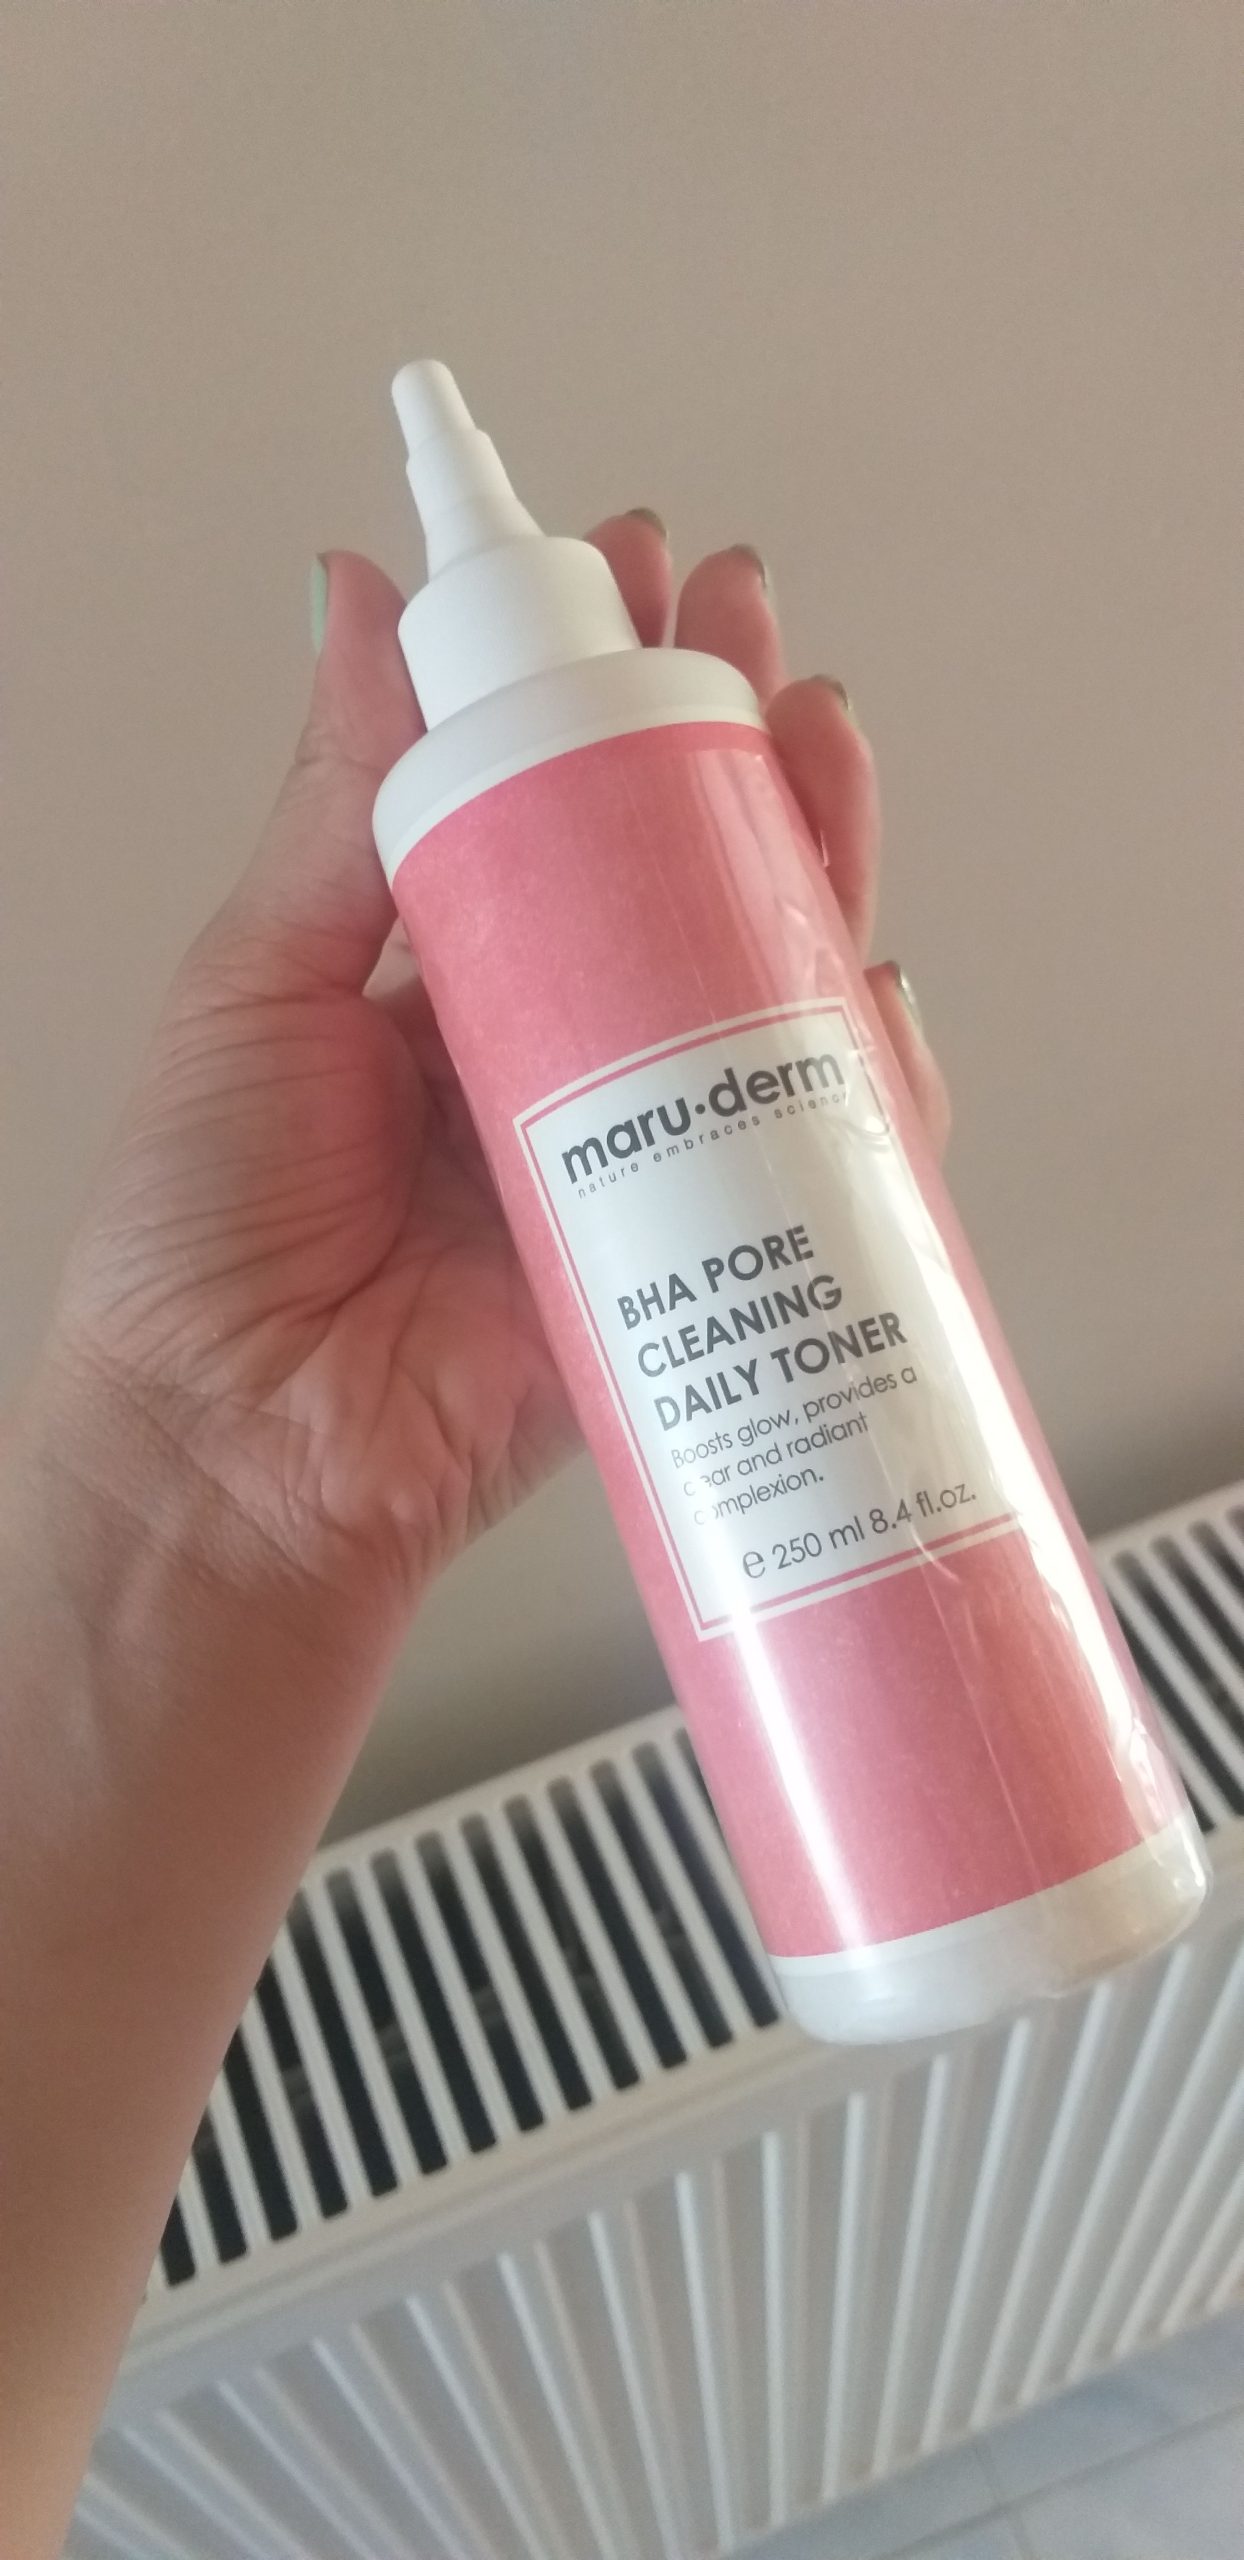 maru·derm
nature embraces science
BHA PORE
CLEANING
DAILY TONER
Boosts glow, provides a
clear and radiant
complexion.
℮ 250 ml 8.4 fl.oz.